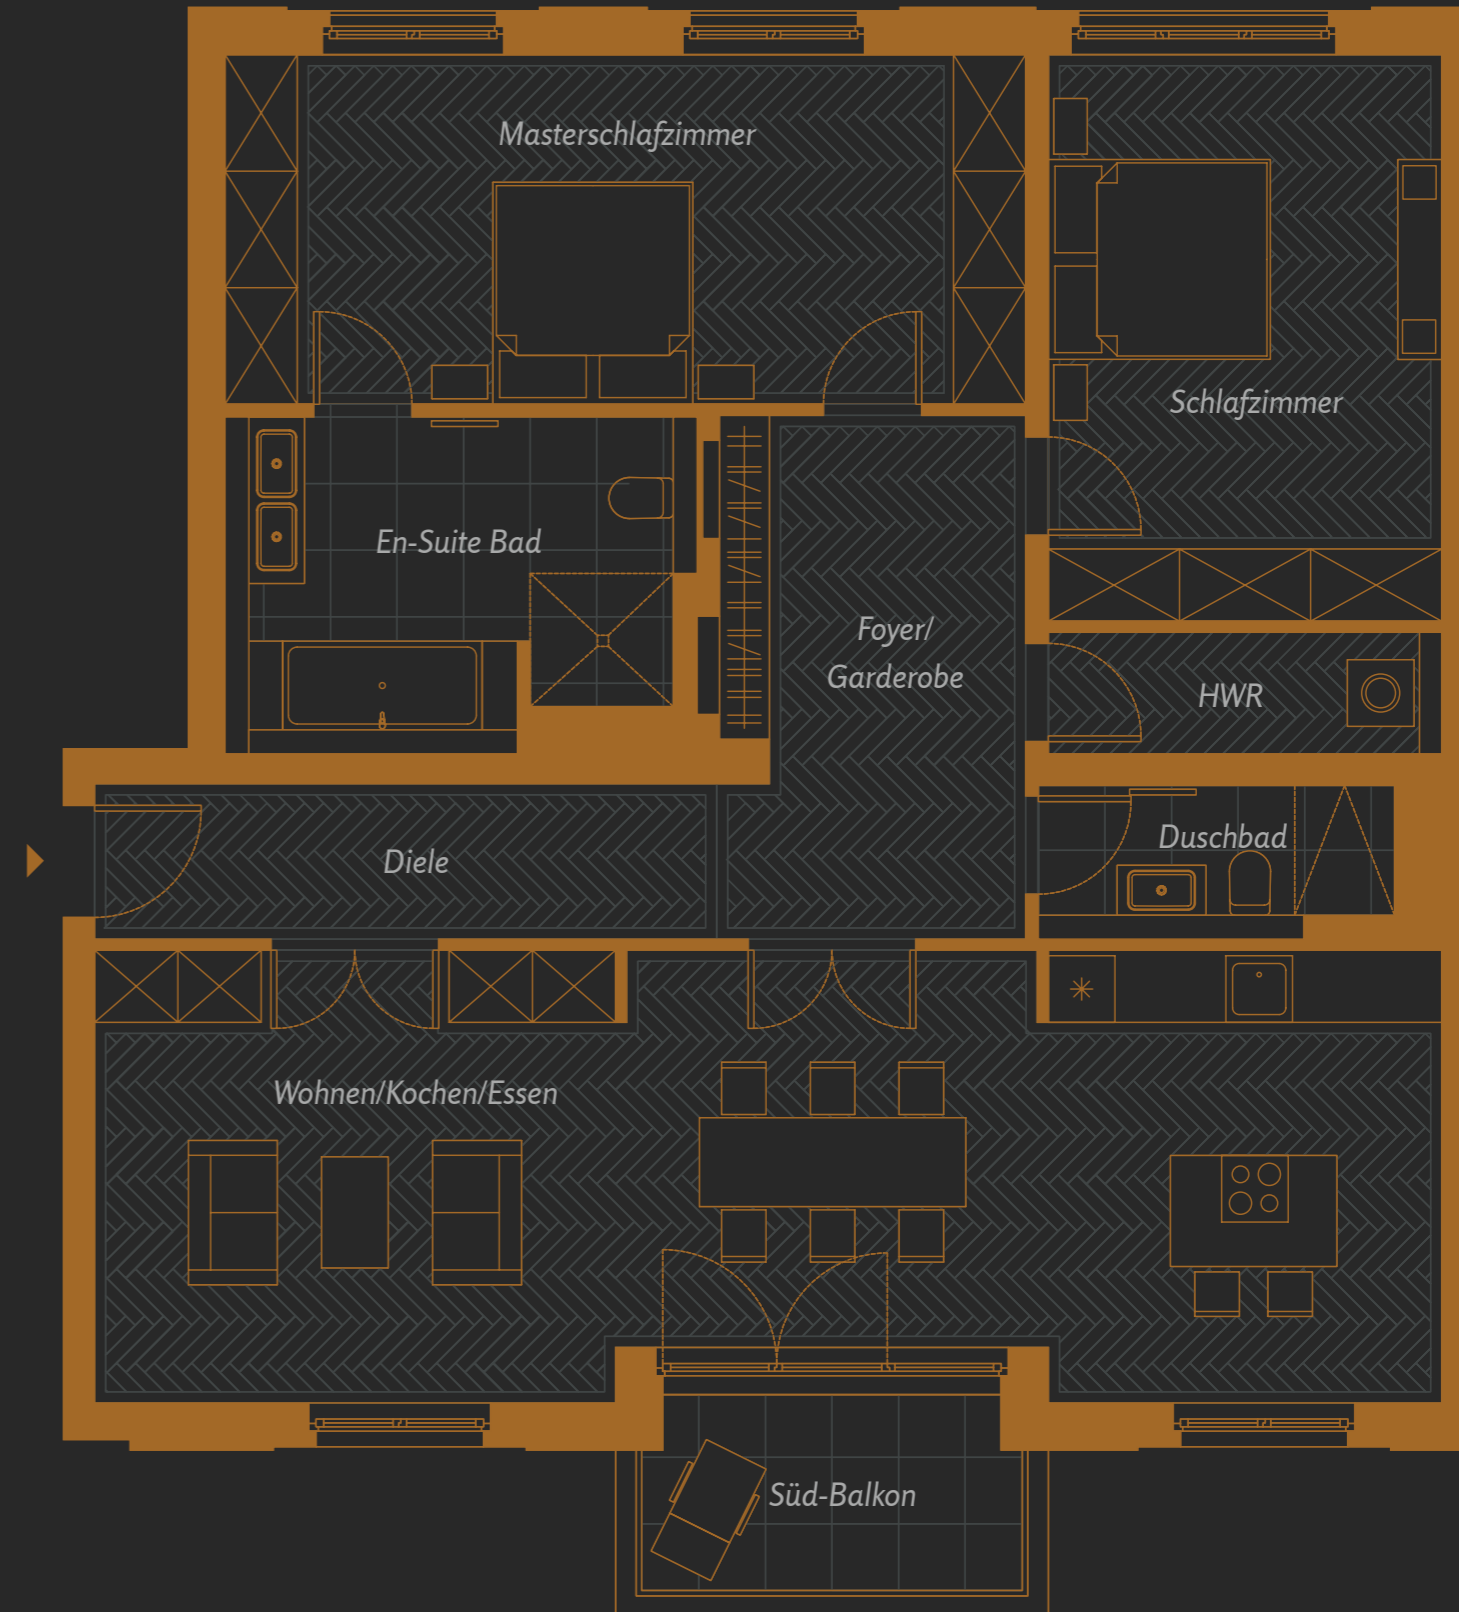 Masterschlafzimmer
Schlafzimmer
En-Suite Bad
Foyer/
Garderobe
HWR
Duschbad
Diele
Wohnen/Kochen/Essen
Süd-Balkon